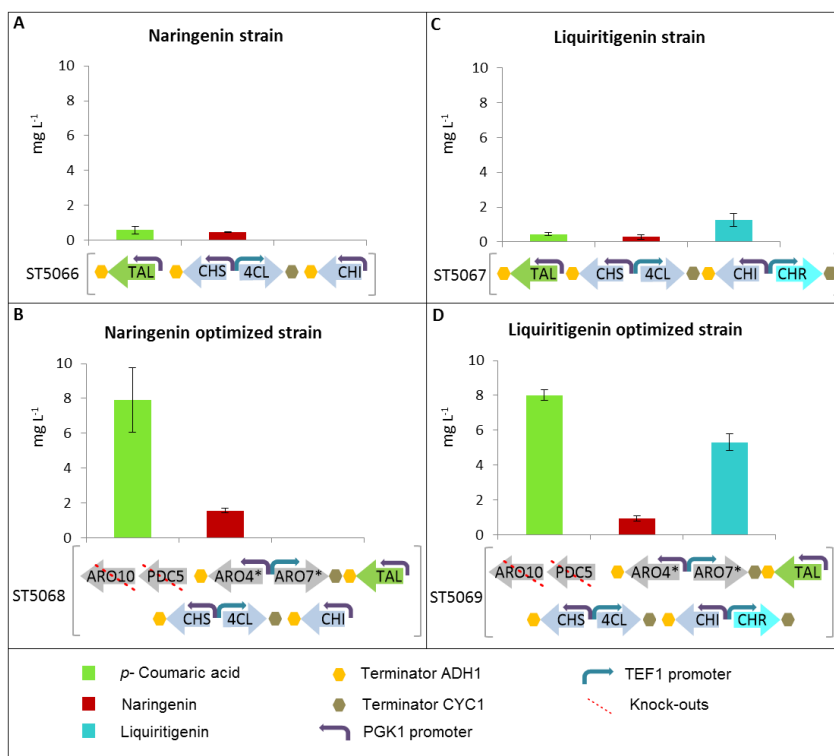 A
Naringenin strain
10
8
6
4
2
0
mg L-1
ST5066
TAL
CHS
4CL
CHI
C
Liquiritigenin strain
10
8
6
4
2
0
mg L-1
ST5067
TAL
CHS
4CL
CHI
CHR
B
Naringenin optimized strain
10
8
6
4
2
0
mg L-1
ST5068
ARO10
PDC5
ARO4*
ARO7*
TAL
CHS
4CL
CHI
D
Liquiritigenin optimized strain
10
8
6
4
2
0
mg L-1
ST5069
ARO10
PDC5
ARO4*
ARO7*
TAL
CHS
4CL
CHI
CHR
p- Coumaric acid
Naringenin
Liquiritigenin
Terminator ADH1
Terminator CYC1
PGK1 promoter
TEF1 promoter
Knock-outs